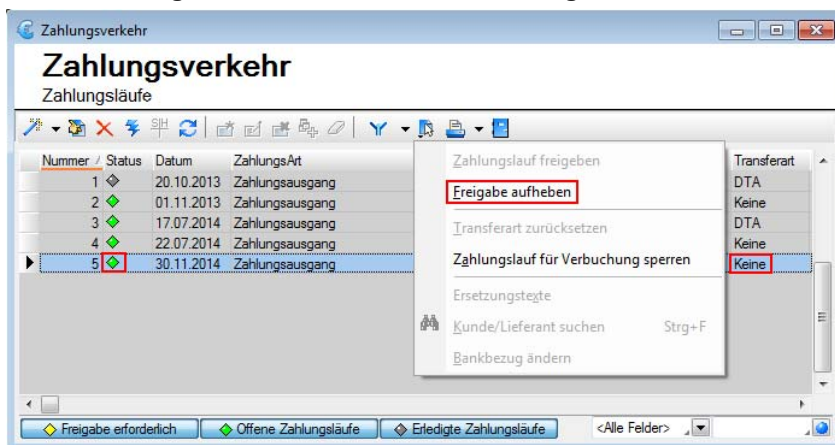 Zahlungsverkehr
Zahlungsverkehr
Zahlungsläufe
Nummer Status Datum ZahlungsArt Transferart
1 20.10.2013 Zahlungsausgang DTA
2 01.11.2013 Zahlungsausgang Keine
3 17.07.2014 Zahlungsausgang DTA
4 22.07.2014 Zahlungsausgang Keine
5 30.11.2014 Zahlungsausgang Keine
Zahlungslauf freigeben
Freigabe aufheben
Transferart zurücksetzen
Zahlungslauf für Verbuchung sperren
Ersetzungstexte
Kunde/Lieferant suchen Strg+F
Bankbezug ändern
Freigabe erforderlich Offene Zahlungsläufe Erledigte Zahlungsläufe <Alle Felder>